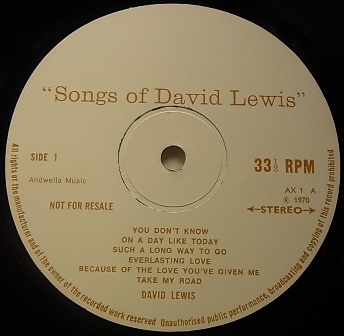 "Songs of David Lewis"
SIDE 1
33 1/3 RPM
Andwella Music
AX 1 A
NOT FOR RESALE
℗ 1970
STEREO
YOU DON'T KNOW
ON A DAY LIKE TODAY
SUCH A LONG WAY TO GO
EVERLASTING LOVE
BECAUSE OF THE LOVE YOU'VE GIVEN ME
TAKE MY ROAD
DAVID LEWIS
All rights of the manufacturer and of the owner of the recorded work reserved Unauthorised public performance, broadcasting and copying of this record prohibited